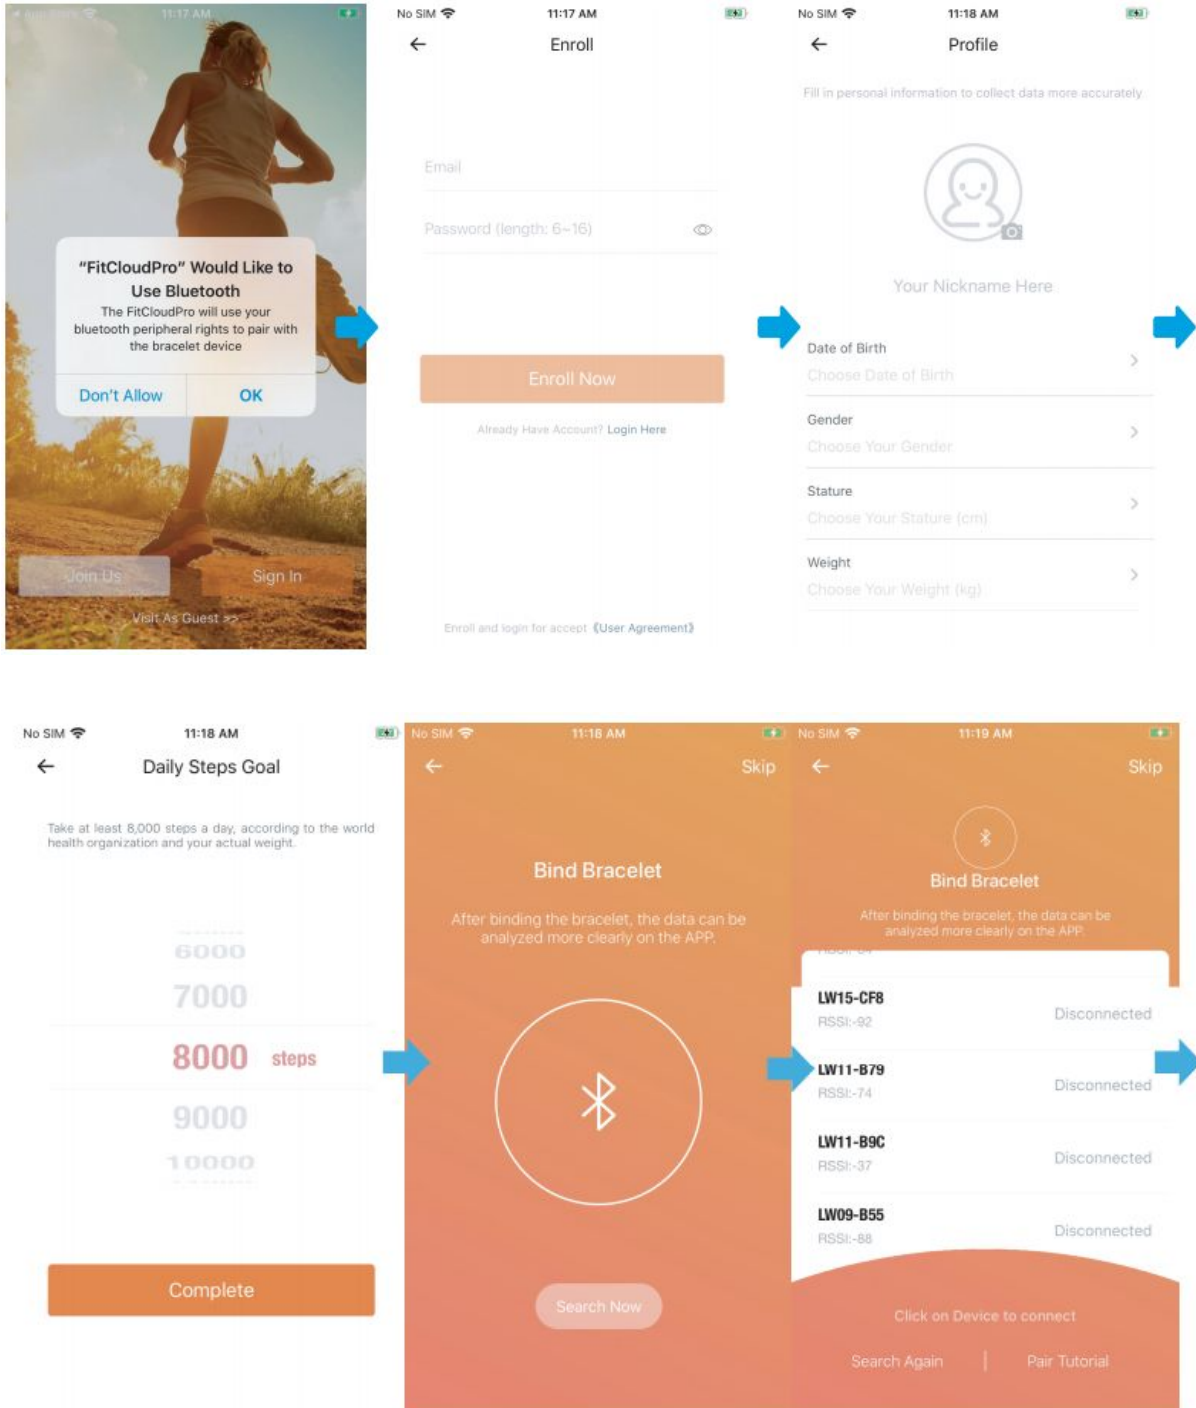 11:17 AM
"FitCloudPro" Would Like to
Use Bluetooth
The FitCloudPro will use your
bluetooth peripheral rights to pair with
the bracelet device
Don't Allow
OK
Join Us
Sign In
Visit As Guest >>
No SIM
11:17 AM
Enroll
Email
Password (length: 6~16)
Enroll Now
Already Have Account? Login Here
Enroll and login for accept 《User Agreement》
No SIM
11:18 AM
Profile
Fill in personal information to collect data more accurately.
Your Nickname Here
Date of Birth
Choose Date of Birth
Gender
Choose Your Gender
Stature
Choose Your Stature (cm)
Weight
Choose Your Weight (kg)
No SIM
11:18 AM
Daily Steps Goal
Take at least 8,000 steps a day, according to the world
health organization and your actual weight.
6000
7000
8000 steps
9000
10000
Complete
No SIM
11:18 AM
Skip
Bind Bracelet
After binding the bracelet, the data can be
analyzed more clearly on the APP.
Search Now
No SIM
11:19 AM
Skip
Bind Bracelet
After binding the bracelet, the data can be
analyzed more clearly on the APP.
LW15-CF8
RSSI:-92
Disconnected
LW11-B79
RSSI:-74
Disconnected
LW11-B9C
RSSI:-37
Disconnected
LW09-B55
RSSI:-88
Disconnected
Click on Device to connect
Search Again
Pair Tutorial